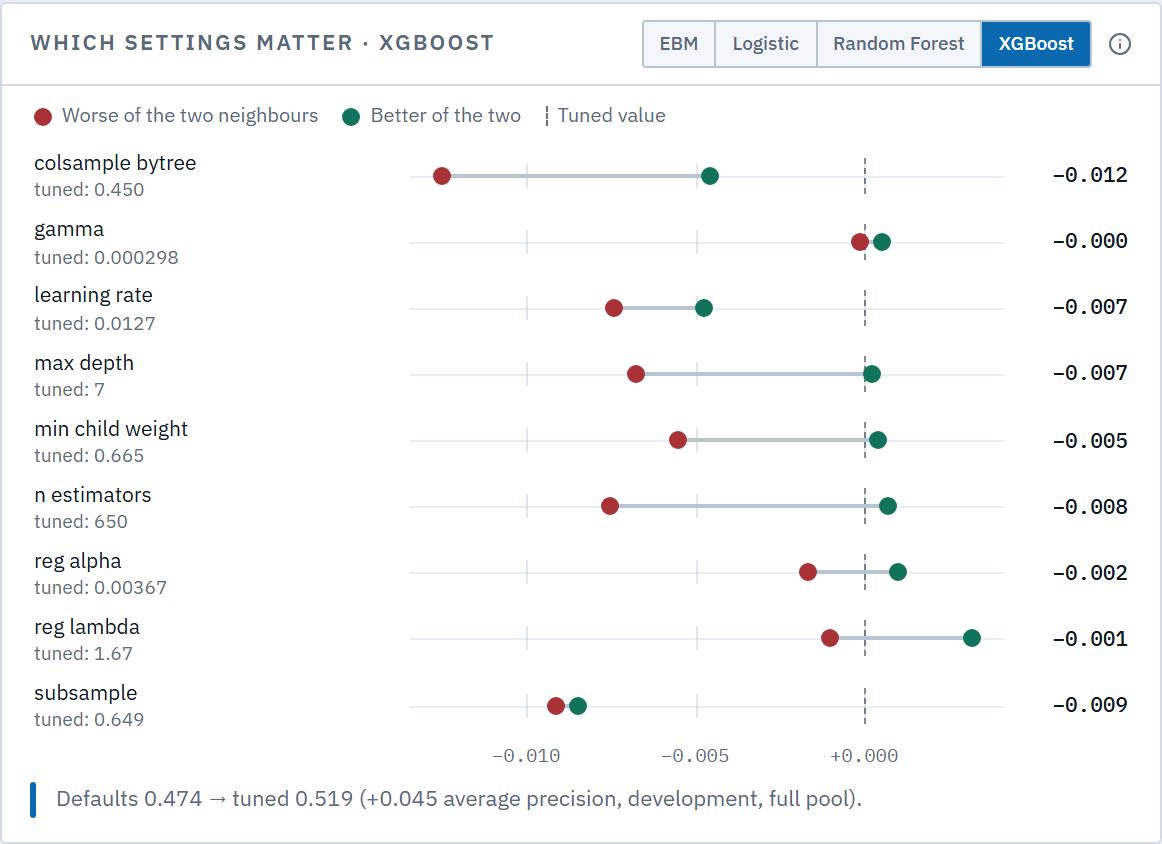 WHICH SETTINGS MATTER · XGBOOST
EBM Logistic Random Forest XGBoost
Worse of the two neighbours Better of the two Tuned value
colsample bytree
tuned: 0.450
−0.012
gamma
tuned: 0.000298
−0.000
learning rate
tuned: 0.0127
−0.007
max depth
tuned: 7
−0.007
min child weight
tuned: 0.665
−0.005
n estimators
tuned: 650
−0.008
reg alpha
tuned: 0.00367
−0.002
reg lambda
tuned: 1.67
−0.001
subsample
tuned: 0.649
−0.009
−0.010 −0.005 +0.000
Defaults 0.474 → tuned 0.519 (+0.045 average precision, development, full pool).